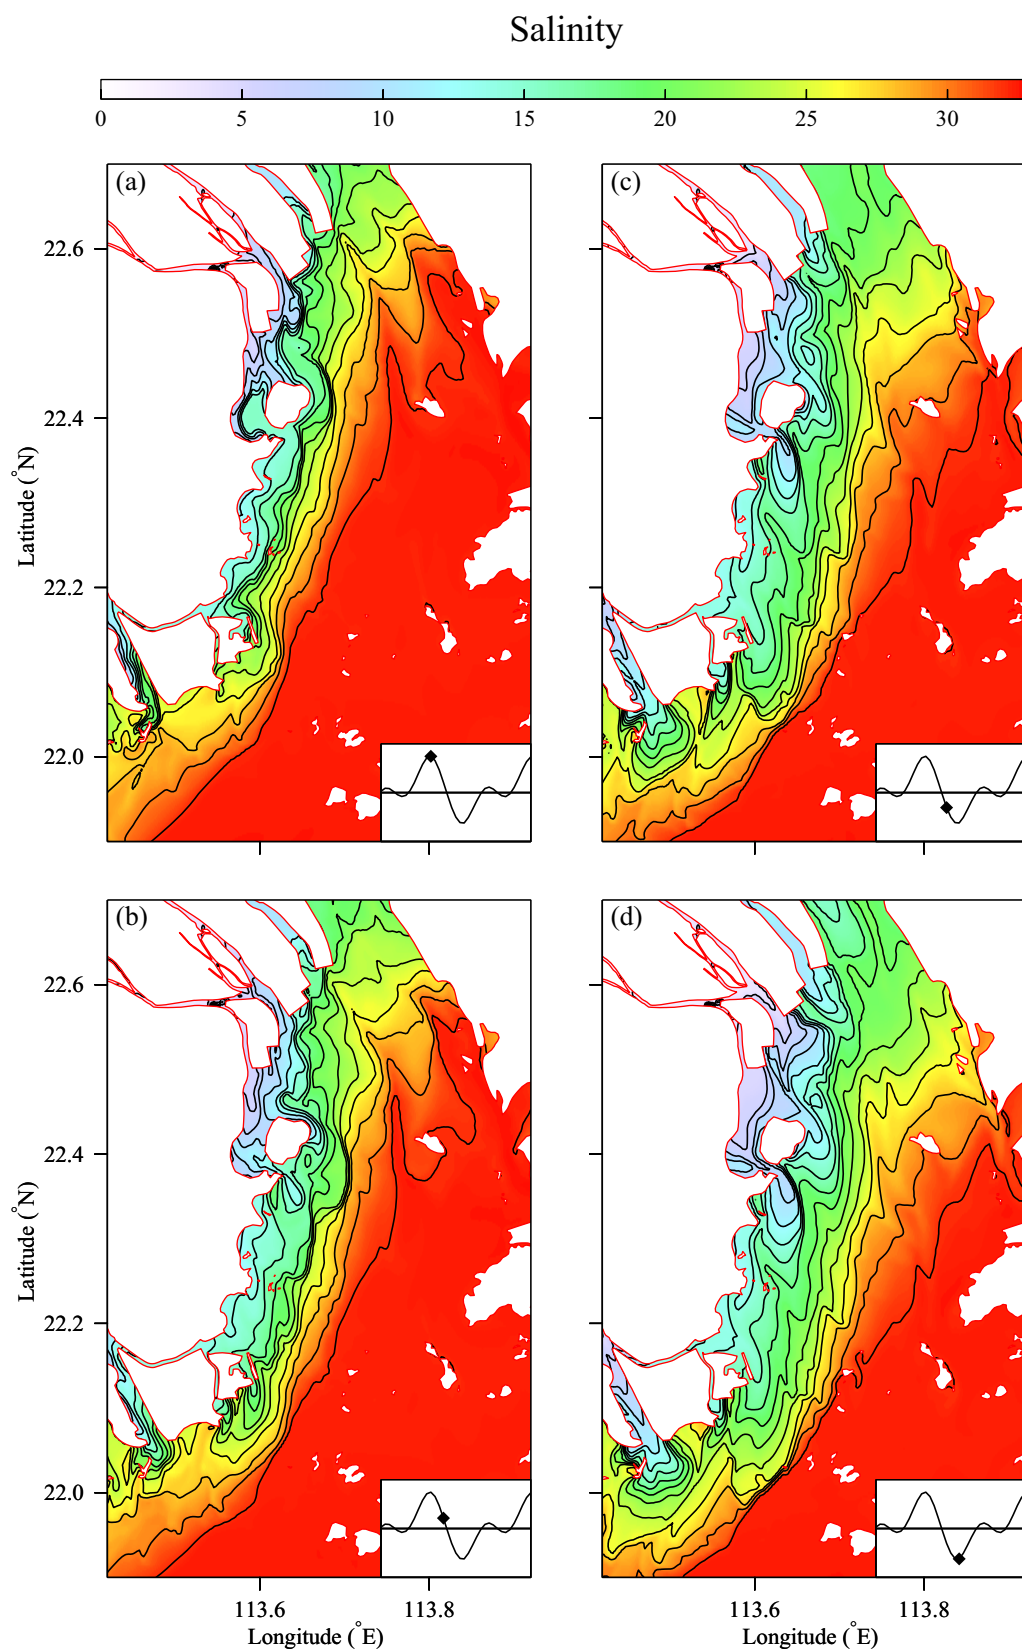 Salinity
0 5 10 15 20 25 30
(a)
(c)
22.6
22.4
22.2
22.0
Latitude (°N)
(b)
(d)
22.6
22.4
22.2
22.0
Latitude (°N)
113.6 113.8 113.6 113.8
Longitude (°E) Longitude (°E)